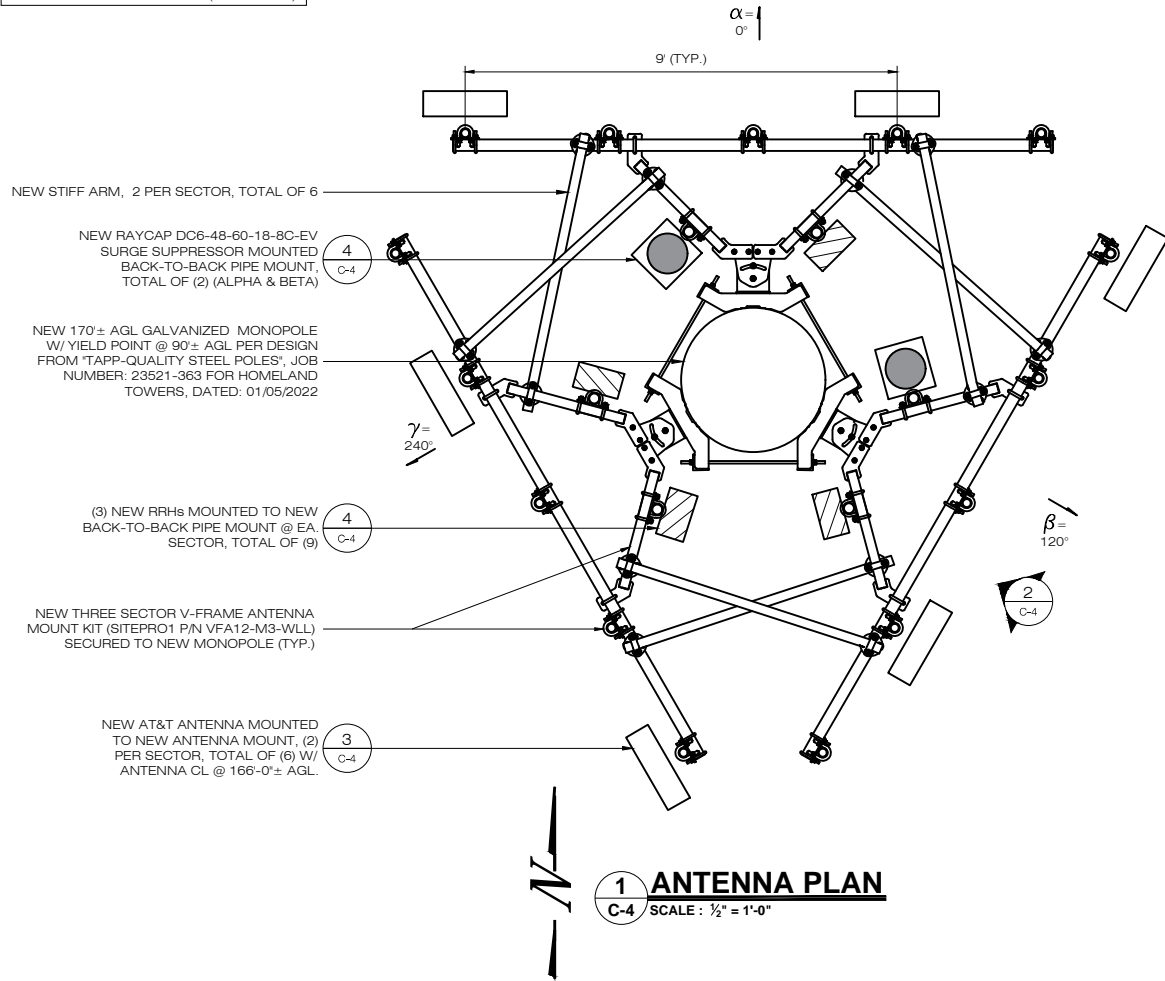 α=
0°
9' (TYP.)
NEW STIFF ARM, 2 PER SECTOR, TOTAL OF 6
NEW RAYCAP DC6-48-60-18-8C-EV
SURGE SUPPRESSOR MOUNTED
BACK-TO-BACK PIPE MOUNT,
TOTAL OF (2) (ALPHA & BETA)
4
C-4
NEW 170'± AGL GALVANIZED MONOPOLE
W/ YIELD POINT @ 90'± AGL PER DESIGN
FROM "TAPP-QUALITY STEEL POLES", JOB
NUMBER: 23521-363 FOR HOMELAND
TOWERS, DATED: 01/05/2022
γ=
240°
(3) NEW RRHs MOUNTED TO NEW
BACK-TO-BACK PIPE MOUNT @ EA.
SECTOR, TOTAL OF (9)
4
C-4
β=
120°
2
C-4
NEW THREE SECTOR V-FRAME ANTENNA
MOUNT KIT (SITEPRO1 P/N VFA12-M3-WLL)
SECURED TO NEW MONOPOLE (TYP.)
NEW AT&T ANTENNA MOUNTED
TO NEW ANTENNA MOUNT, (2)
PER SECTOR, TOTAL OF (6) W/
ANTENNA CL @ 166'-0"± AGL.
3
C-4
N
1
C-4
ANTENNA PLAN
SCALE : ½" = 1'-0"